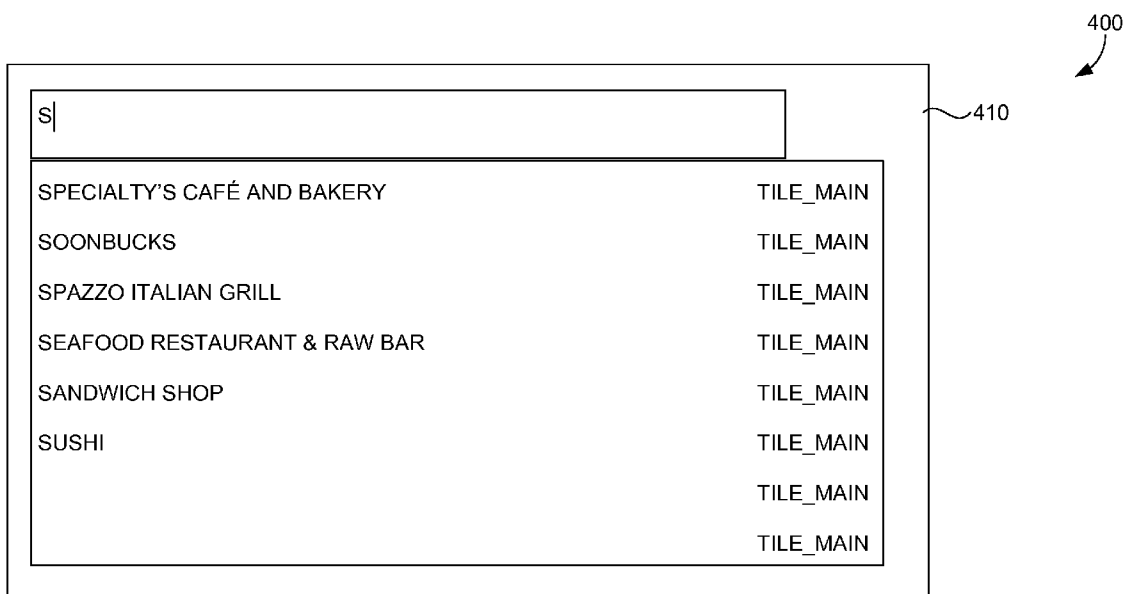 400
S
410
SPECIALTY’S CAFÉ AND BAKERY TILE_MAIN
SOONBUCKS TILE_MAIN
SPAZZO ITALIAN GRILL TILE_MAIN
SEAFOOD RESTAURANT & RAW BAR TILE_MAIN
SANDWICH SHOP TILE_MAIN
SUSHI TILE_MAIN
TILE_MAIN
TILE_MAIN